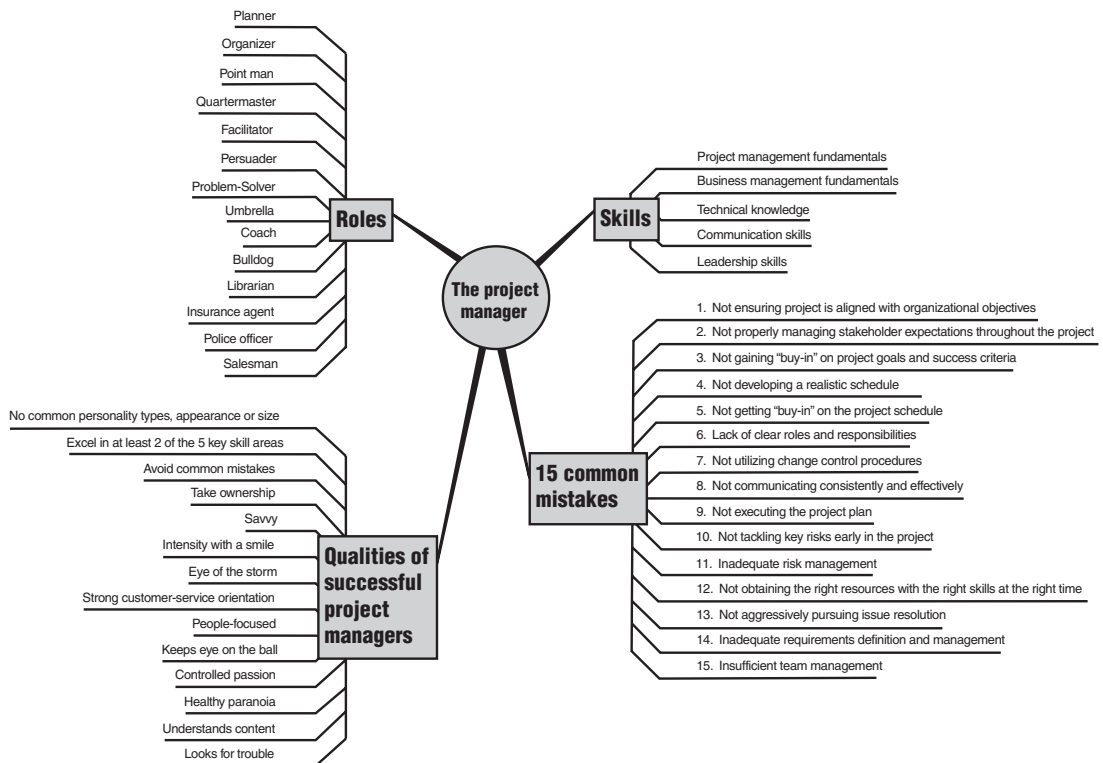 Planner
Organizer
Point man
Quartermaster
Facilitator
Persuader
Problem-Solver
Umbrella
Coach
Bulldog
Librarian
Insurance agent
Police officer
Salesman
Roles
The project
manager
Skills
Project management fundamentals
Business management fundamentals
Technical knowledge
Communication skills
Leadership skills
No common personality types, appearance or size
Excel in at least 2 of the 5 key skill areas
Avoid common mistakes
Take ownership
Savvy
Intensity with a smile
Eye of the storm
Strong customer-service orientation
People-focused
Keeps eye on the ball
Controlled passion
Healthy paranoia
Understands content
Looks for trouble
Qualities of
successful
project
managers
15 common
mistakes
1. Not ensuring project is aligned with organizational objectives
2. Not properly managing stakeholder expectations throughout the project
3. Not gaining “buy-in” on project goals and success criteria
4. Not developing a realistic schedule
5. Not getting “buy-in” on the project schedule
6. Lack of clear roles and responsibilities
7. Not utilizing change control procedures
8. Not communicating consistently and effectively
9. Not executing the project plan
10. Not tackling key risks early in the project
11. Inadequate risk management
12. Not obtaining the right resources with the right skills at the right time
13. Not aggressively pursuing issue resolution
14. Inadequate requirements definition and management
15. Insufficient team management